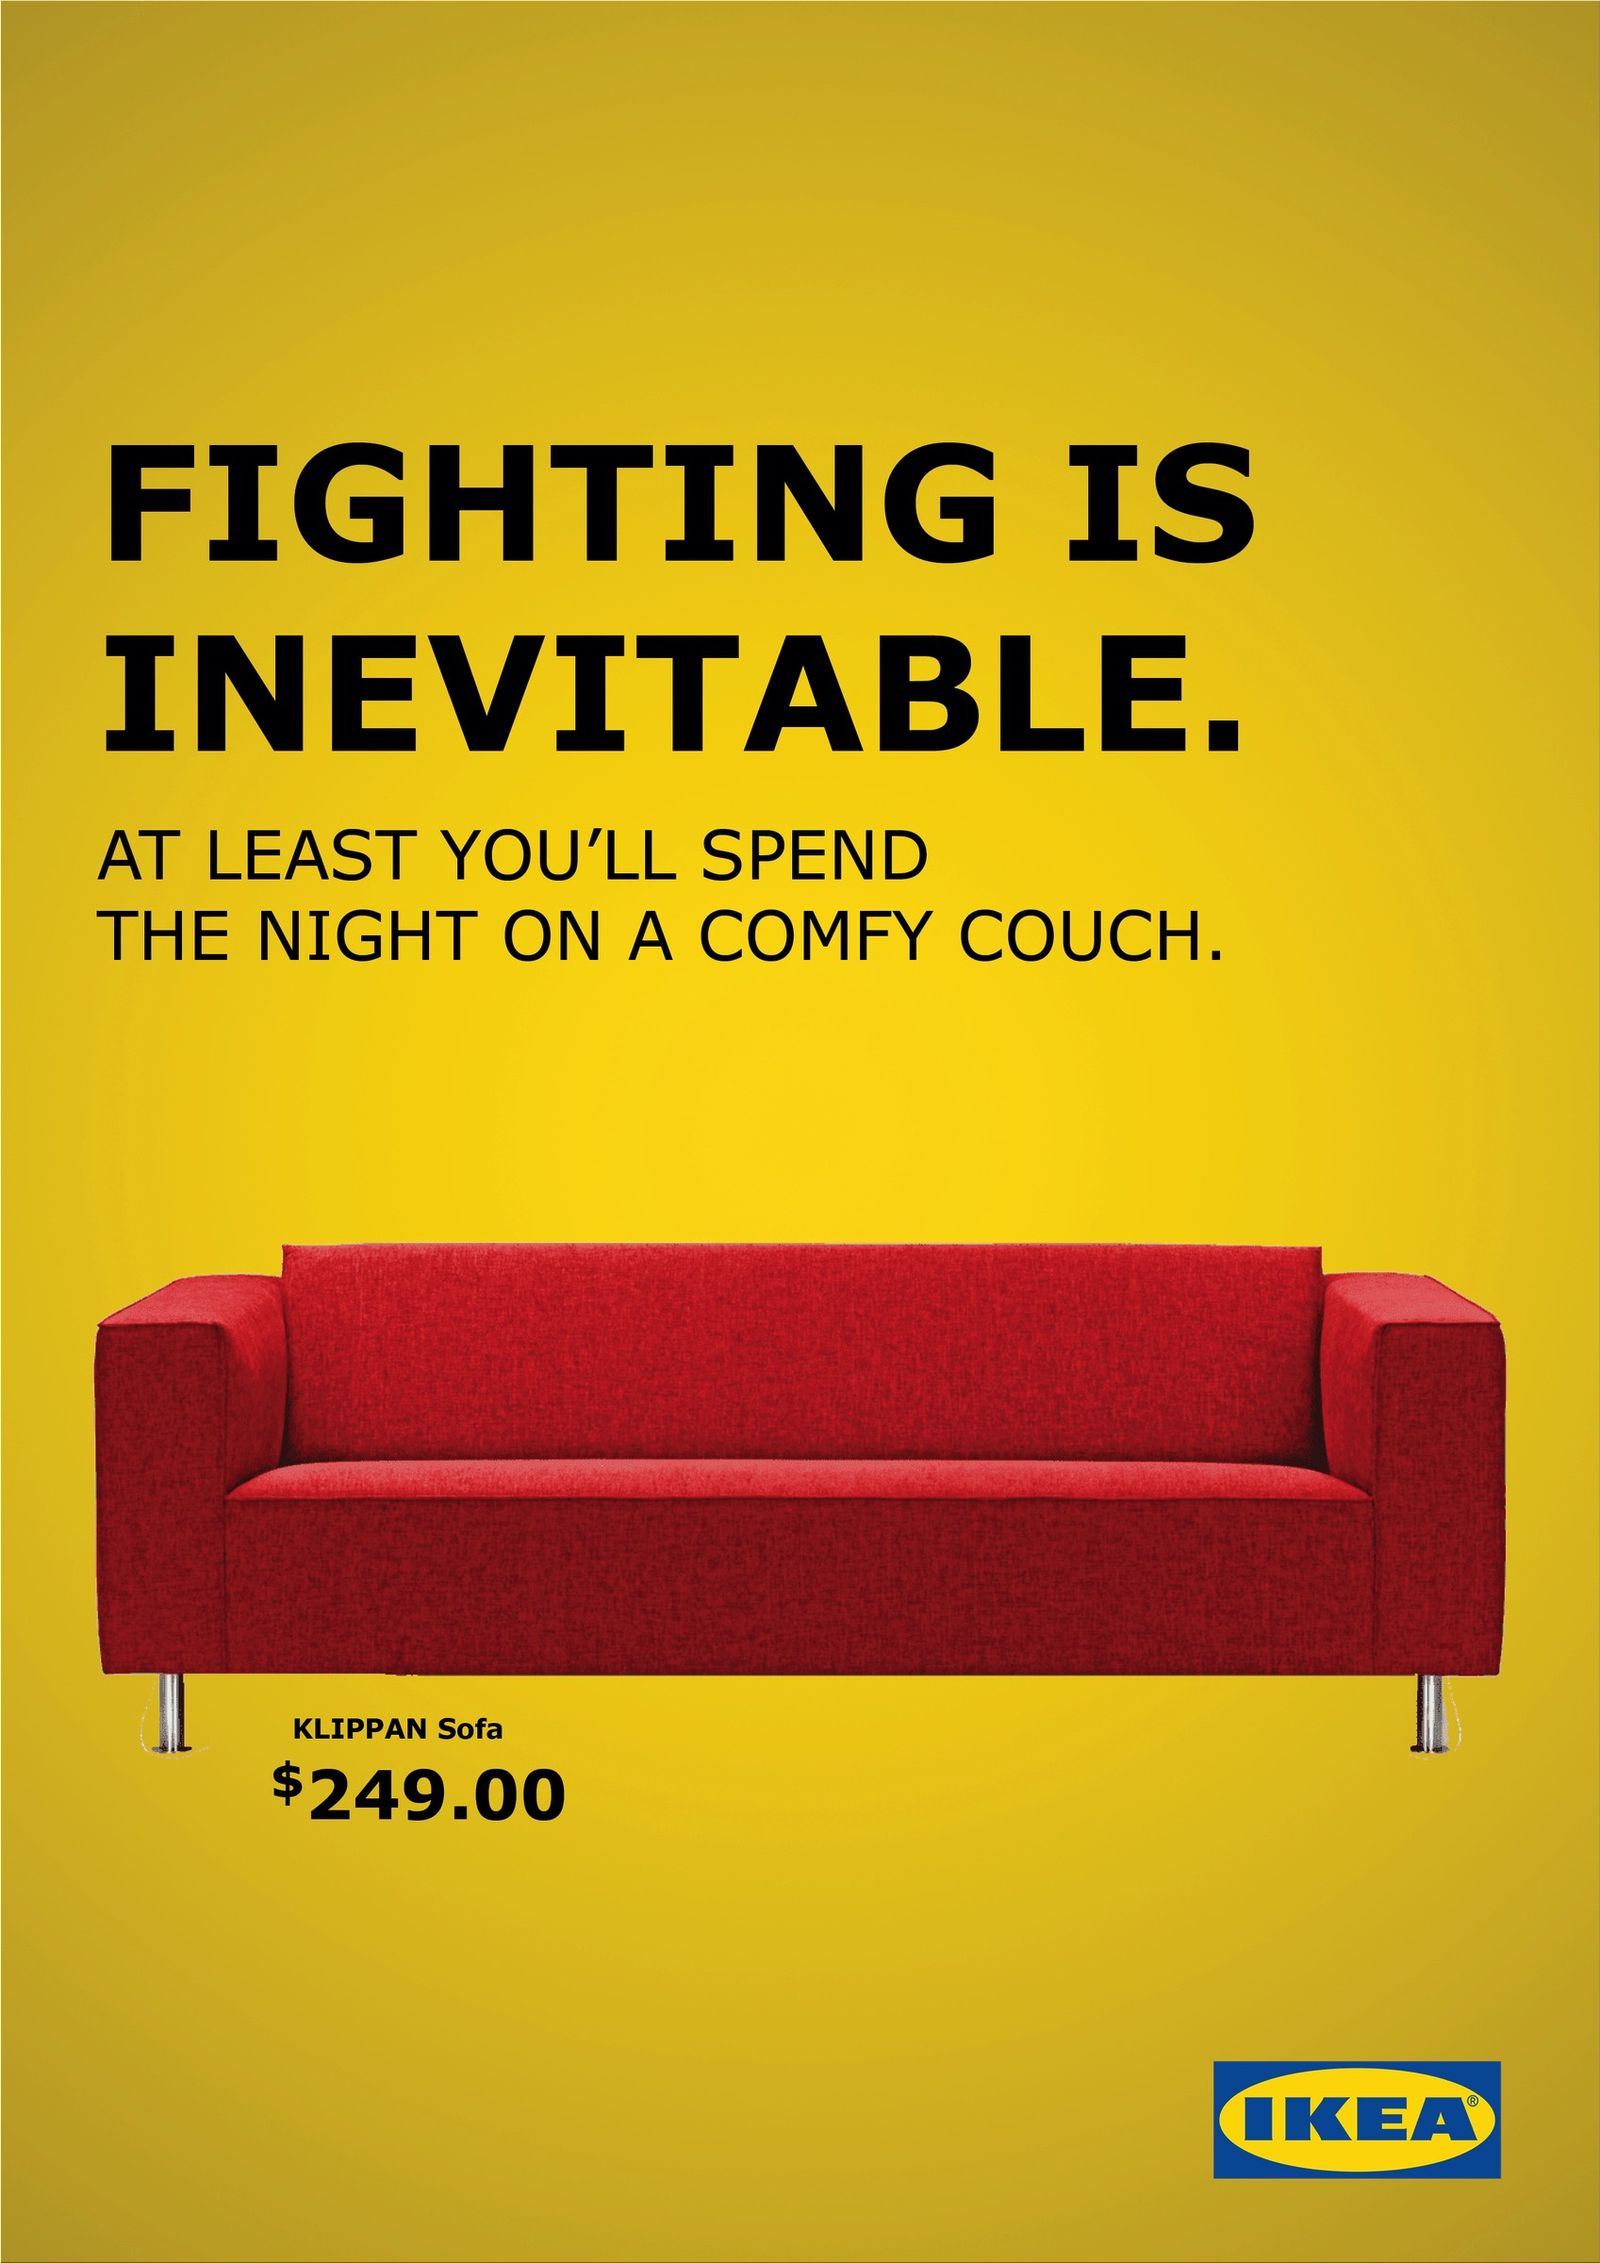 FIGHTING IS
INEVITABLE.
AT LEAST YOU’LL SPEND
THE NIGHT ON A COMFY COUCH.
KLIPPAN Sofa
$249.00
IKEA®